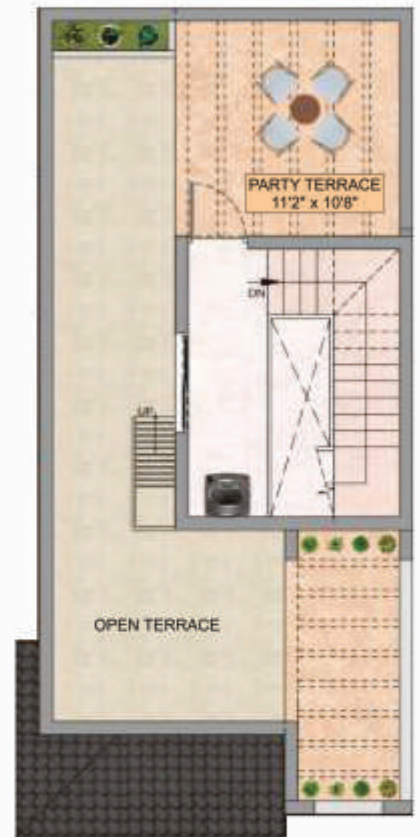 PARTY TERRACE
11'2" x 10'8"
DN
UP
OPEN TERRACE